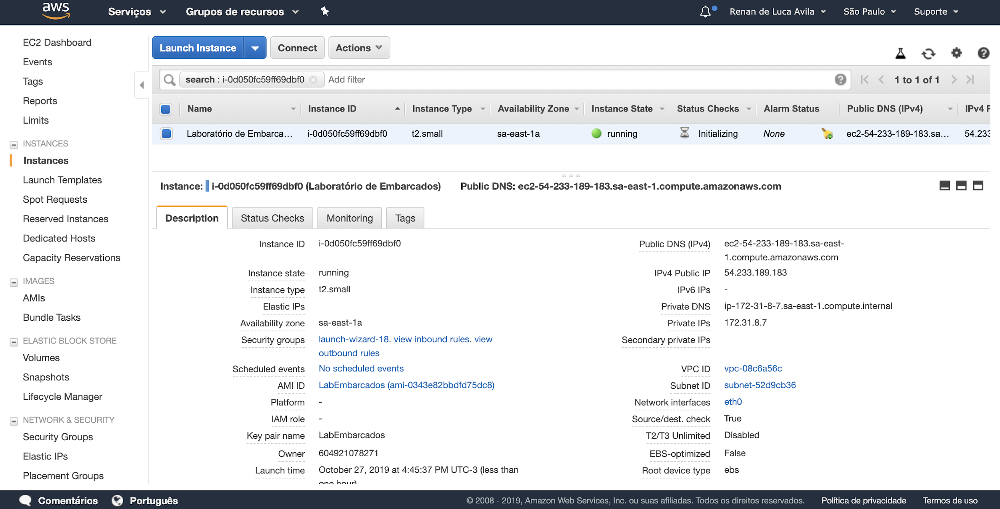 aws
Serviços
Grupos de recursos
Renan de Luca Avila
São Paulo
Suporte
EC2 Dashboard
Events
Tags
Reports
Limits
INSTANCES
Instances
Launch Templates
Spot Requests
Reserved Instances
Dedicated Hosts
Capacity Reservations
IMAGES
AMIs
Bundle Tasks
ELASTIC BLOCK STORE
Volumes
Snapshots
Lifecycle Manager
NETWORK & SECURITY
Security Groups
Elastic IPs
Placement Groups
Launch Instance
Connect
Actions
search : i-0d050fc59ff69dbf0 Add filter
1 to 1 of 1
Name Instance ID Instance Type Availability Zone Instance State Status Checks Alarm Status Public DNS (IPv4) IPv4 P
Laboratório de Embarca... i-0d050fc59ff69dbf0 t2.small sa-east-1a running Initializing None ec2-54-233-189-183.sa... 54.233
Instance: i-0d050fc59ff69dbf0 (Laboratório de Embarcados) Public DNS: ec2-54-233-189-183.sa-east-1.compute.amazonaws.com
Description
Status Checks
Monitoring
Tags
Instance ID i-0d050fc59ff69dbf0
Instance state running
Instance type t2.small
Elastic IPs
Availability zone sa-east-1a
Security groups launch-wizard-18. view inbound rules. view
outbound rules
Scheduled events No scheduled events
AMI ID LabEmbarcados (ami-0343e82bbdfd75dc8)
Platform -
IAM role -
Key pair name LabEmbarcados
Owner 604921078271
Launch time October 27, 2019 at 4:45:37 PM UTC-3 (less than
one hour)
Public DNS (IPv4) ec2-54-233-189-183.sa-east-
1.compute.amazonaws.com
IPv4 Public IP 54.233.189.183
IPv6 IPs -
Private DNS ip-172-31-8-7.sa-east-1.compute.internal
Private IPs 172.31.8.7
Secondary private IPs
VPC ID vpc-08c6a56c
Subnet ID subnet-52d9cb36
Network interfaces eth0
Source/dest. check True
T2/T3 Unlimited Disabled
EBS-optimized False
Root device type ebs
Comentários
Português
© 2008 - 2019, Amazon Web Services, Inc. ou suas afiliadas. Todos os direitos reservados.
Política de privacidade
Termos de uso